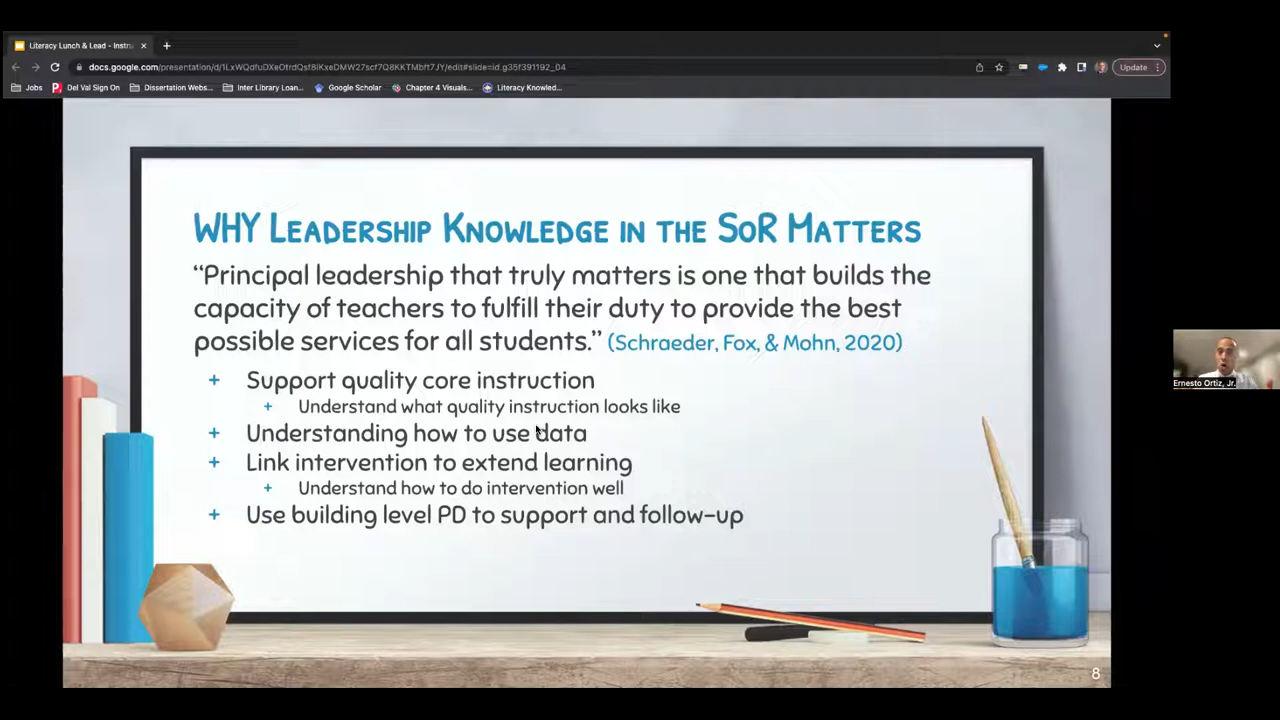 Literacy Lunch & Lead - Instru
docs.google.com/presentation/d/1LxWQdfuDXeOtrdQsf8iKxeDMW27scf7Q8KKTMbft7JY/edit#slide=id.g35f391192_04
Update
Jobs
Del Val Sign On
Dissertation Webs...
Inter Library Loan...
Google Scholar
Chapter 4 Visuals...
Literacy Knowled...
WHY LEADERSHIP KNOWLEDGE IN THE SOR MATTERS
“Principal leadership that truly matters is one that builds the
capacity of teachers to fulfill their duty to provide the best
possible services for all students.” (Schraeder, Fox, & Mohn, 2020)
+ Support quality core instruction
+ Understand what quality instruction looks like
+ Understanding how to use data
+ Link intervention to extend learning
+ Understand how to do intervention well
+ Use building level PD to support and follow-up
8
Ernesto Ortiz, Jr.